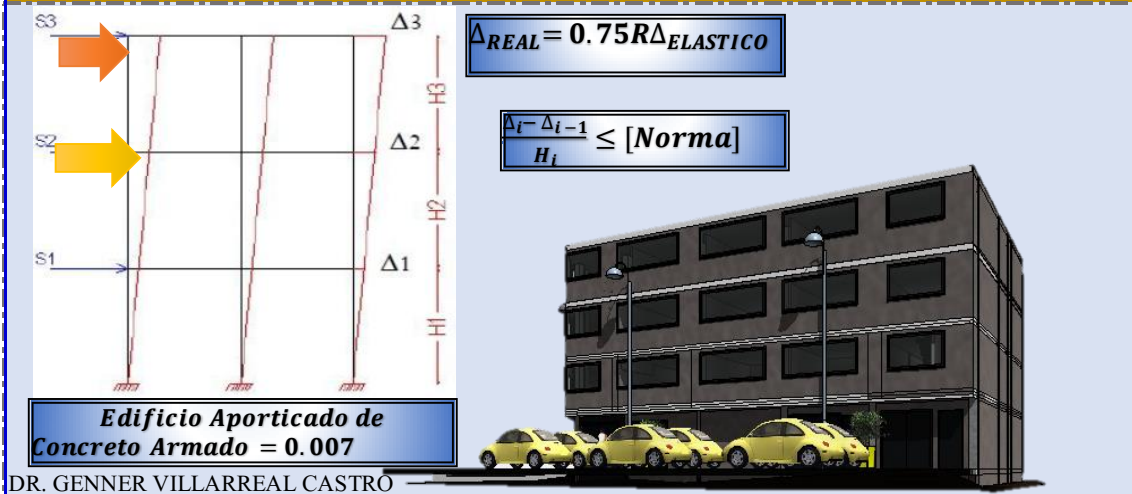 S3
Δ3
H3
S2
Δ2
H2
S1
Δ1
H1
Δ_REAL = 0.75RΔ_ELASTICO
(Δ_i − Δ_{i−1}) / H_i ≤ [Norma]
Edificio Aporticado de
Concreto Armado = 0.007
DR. GENNER VILLARREAL CASTRO